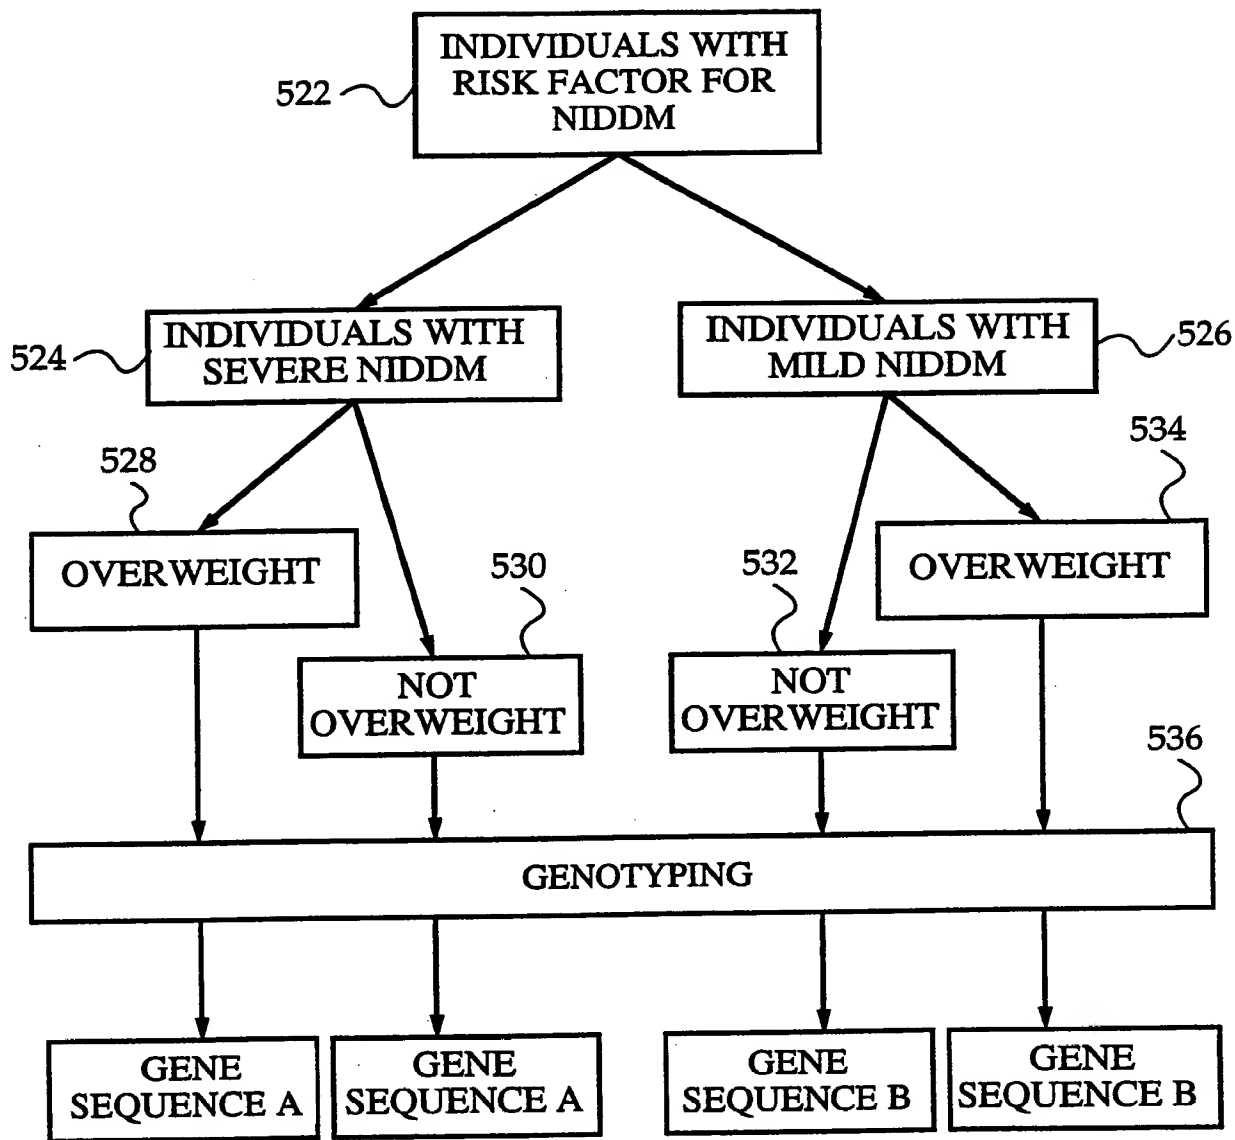 INDIVIDUALS WITH
RISK FACTOR FOR
NIDDM
522
INDIVIDUALS WITH
SEVERE NIDDM
524
INDIVIDUALS WITH
MILD NIDDM
526
528
534
OVERWEIGHT
530
532
OVERWEIGHT
NOT
OVERWEIGHT
NOT
OVERWEIGHT
536
GENOTYPING
GENE
SEQUENCE A
GENE
SEQUENCE A
GENE
SEQUENCE B
GENE
SEQUENCE B